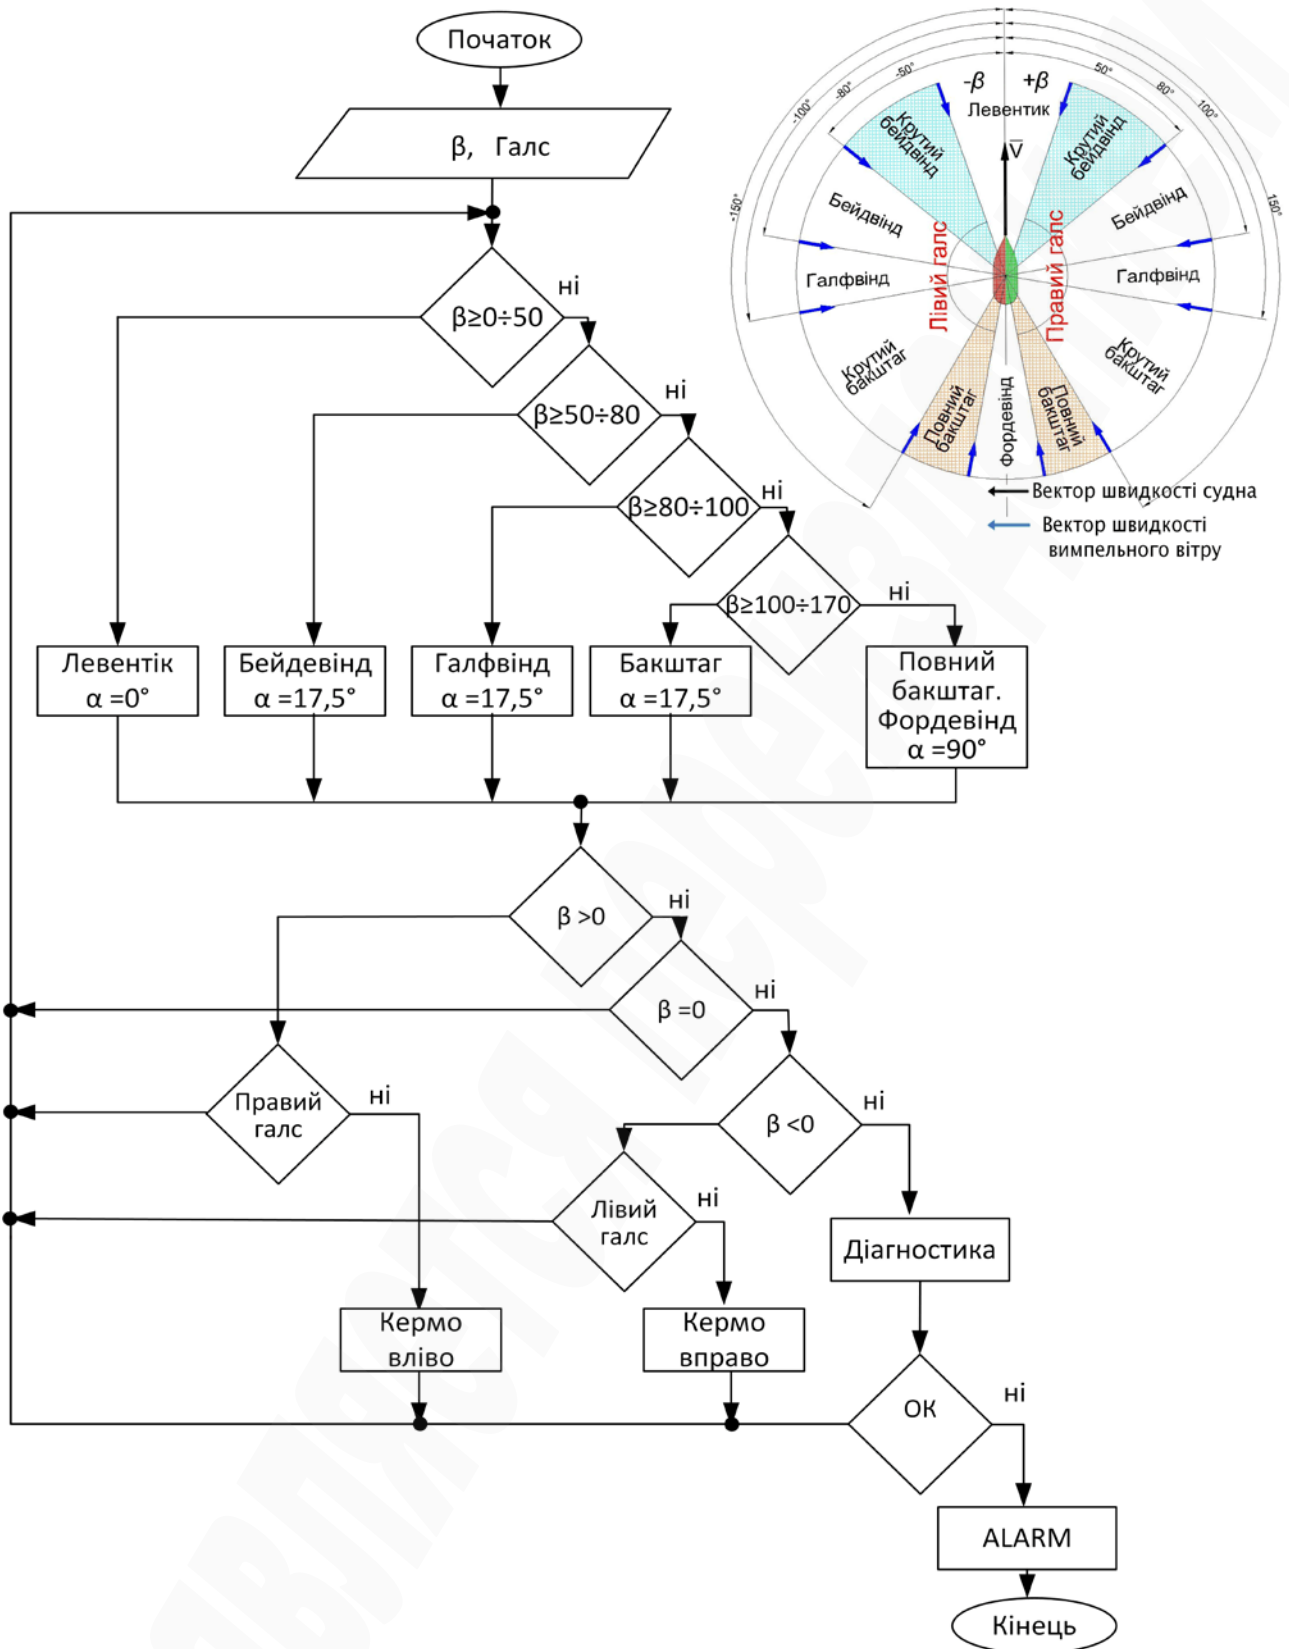 Початок
β, Галс
ні
β≥0÷50
ні
β≥50÷80
ні
β≥80÷100
ні
β≥100÷170
Левентік
α =0°
Бейдевінд
α =17,5°
Галфвінд
α =17,5°
Бакштаг
α =17,5°
Повний
бакштаг.
Фордевінд
α =90°
ні
β >0
ні
β =0
ні
β <0
Правий
галс
ні
Лівий
галс
ні
Діагностика
Кермо
вліво
Кермо
вправо
ОК
ні
ALARM
Кінець
-50°
-80°
-100°
-150°
50°
80°
100°
150°
-β +β
Левентик
V
Крутий
бейдвінд
Крутий
бейдвінд
Бейдвінд
Бейдвінд
Галфвінд
Галфвінд
Лівий галс
Правий галс
Крутий
бакштаг
Крутий
бакштаг
Повний
бакштаг
Фордевінд
Повний
бакштаг
Вектор швидкості судна
Вектор швидкості
вимпельного вітру